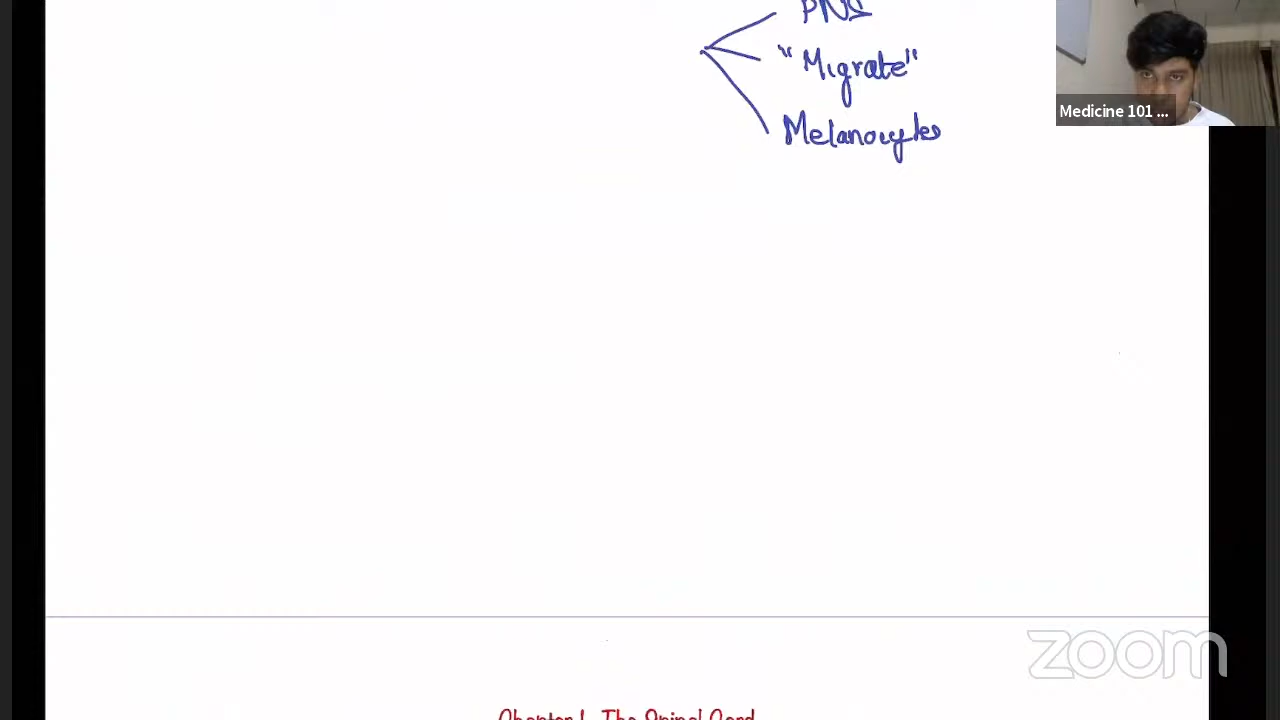 PNS
"Migrate"
Medicine 101 ...
Melanocytes
zoom
Chapter 1. The Spinal Cord